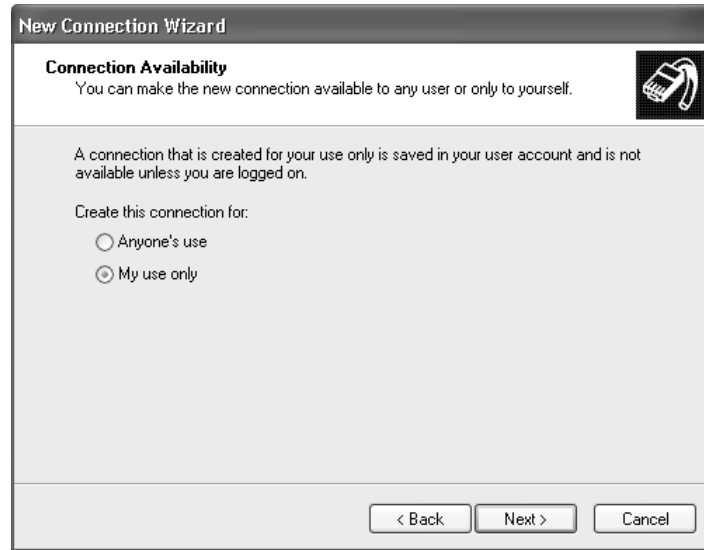 New Connection Wizard
Connection Availability
You can make the new connection available to any user or only to yourself.
A connection that is created for your use only is saved in your user account and is not
available unless you are logged on.
Create this connection for:
Anyone's use
My use only
< Back
Next >
Cancel